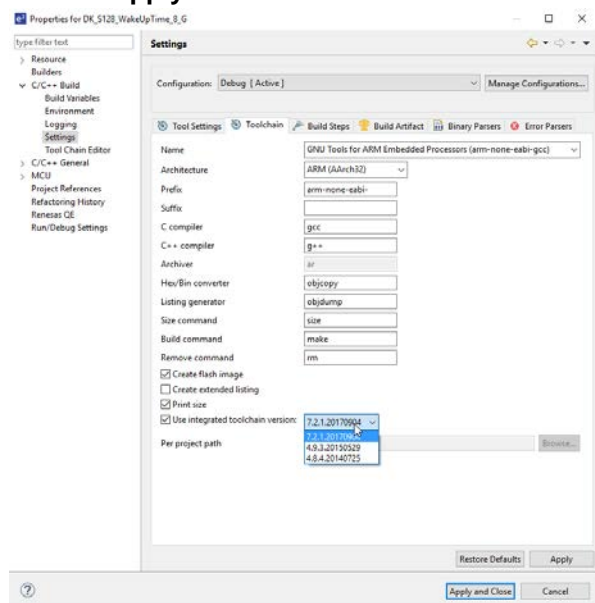 Properties for DK_S128_WakeUpTime_8_G
type filter text
Settings
Resource
Builders
C/C++ Build
Build Variables
Environment
Logging
Settings
Tool Chain Editor
C/C++ General
MCU
Project References
Refactoring History
Renesas QE
Run/Debug Settings
Configuration: Debug [ Active ] Manage Configurations...
Tool Settings Toolchain Build Steps Build Artifact Binary Parsers Error Parsers
Name GNU Tools for ARM Embedded Processors (arm-none-eabi-gcc)
Architecture ARM (AArch32)
Prefix arm-none-eabi-
Suffix
C compiler gcc
C++ compiler g++
Archiver ar
Hex/Bin converter objcopy
Listing generator objdump
Size command size
Build command make
Remove command rm
Create flash image
Create extended listing
Print size
Use integrated toolchain version: 7.2.1.20170904
7.2.1.20170904
4.9.3.20150529
4.8.4.20140725
Per project path Browse...
Restore Defaults Apply
Apply and Close Cancel